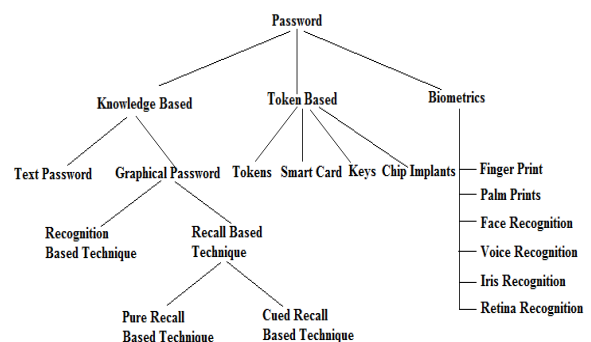 Password
Knowledge Based
Token Based
Biometrics
Text Password
Graphical Password
Tokens
Smart Card
Keys
Chip Implants
Finger Print
Palm Prints
Face Recognition
Voice Recognition
Iris Recognition
Retina Recognition
Recognition
Based Technique
Recall Based
Technique
Pure Recall
Based Technique
Cued Recall
Based Technique